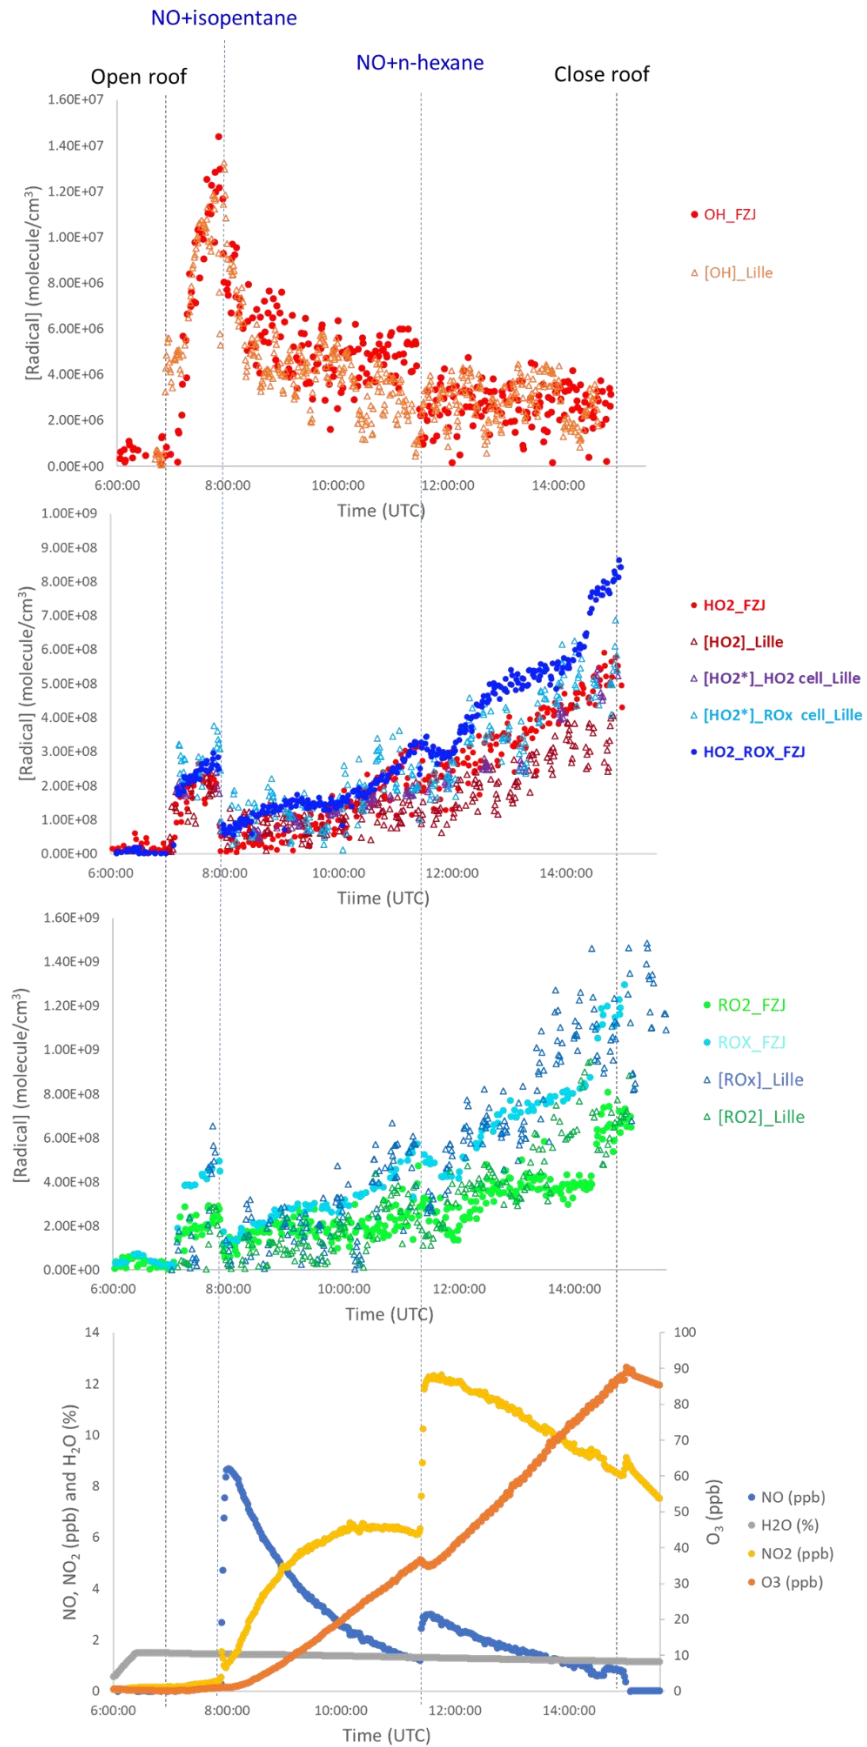 NO+isopentane
NO+n-hexane
Open roof
Close roof
1.60E+07
1.40E+07
1.20E+07
1.00E+07
8.00E+06
6.00E+06
4.00E+06
2.00E+06
0.00E+00
[Radical] (molecule/cm³)
OH_FZJ
[OH]_Lille
6:00:00 8:00:00 10:00:00 12:00:00 14:00:00
Time (UTC)
1.00E+09
9.00E+08
8.00E+08
7.00E+08
6.00E+08
5.00E+08
4.00E+08
3.00E+08
2.00E+08
1.00E+08
0.00E+00
[Radical] (molecule/cm³)
HO2_FZJ
[HO2]_Lille
[HO2*]_HO2 cell_Lille
[HO2*]_ROx cell_Lille
HO2_ROX_FZJ
6:00:00 8:00:00 10:00:00 12:00:00 14:00:00
Tiime (UTC)
1.60E+09
1.40E+09
1.20E+09
1.00E+09
8.00E+08
6.00E+08
4.00E+08
2.00E+08
0.00E+00
[Radical] (molecule/cm³)
RO2_FZJ
ROX_FZJ
[ROx]_Lille
[RO2]_Lille
6:00:00 8:00:00 10:00:00 12:00:00 14:00:00
Time (UTC)
14
12
10
8
6
4
2
0
NO, NO₂ (ppb) and H₂O (%)
100
90
80
70
60
50
40
30
20
10
0
O₃ (ppb)
NO (ppb)
H2O (%)
NO2 (ppb)
O3 (ppb)
6:00:00 8:00:00 10:00:00 12:00:00 14:00:00
Time (UTC)